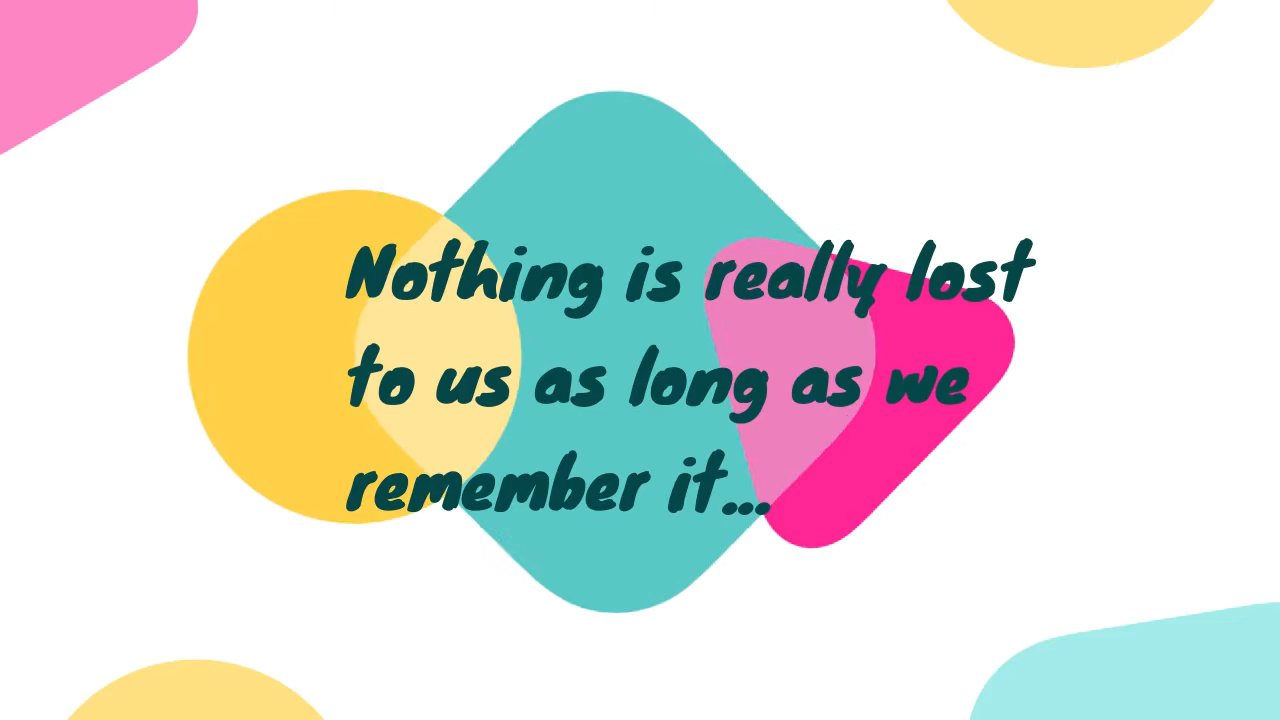 Nothing is really lost
to us as long as we
remember it...